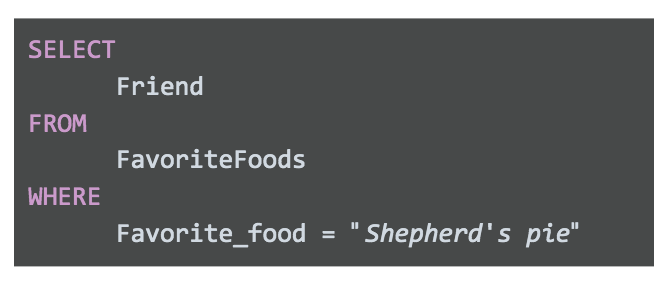 SELECT
Friend
FROM
FavoriteFoods
WHERE
Favorite_food = "Shepherd's pie"